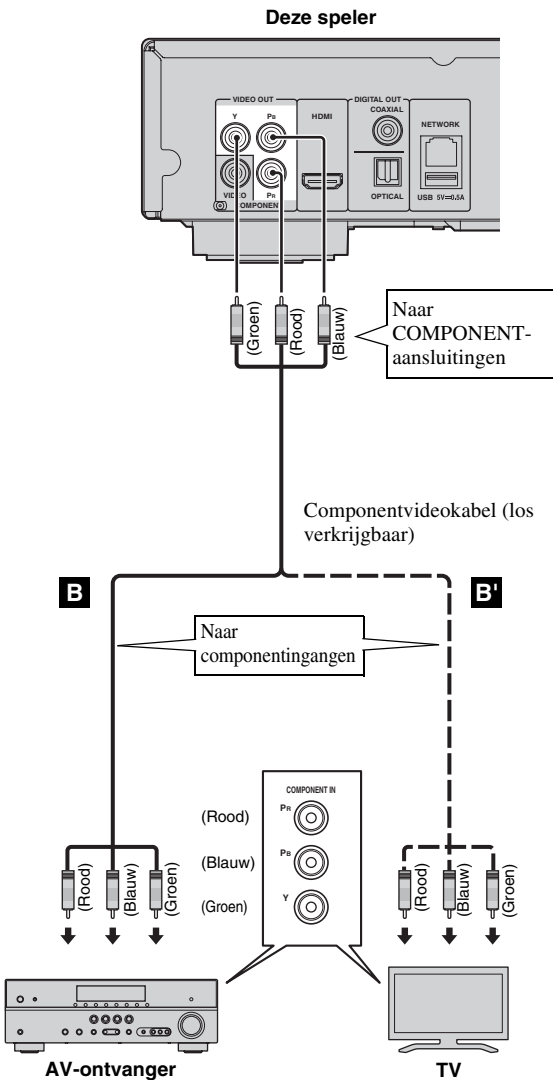 Deze speler
VIDEO OUT
DIGITAL OUT
Y
PB
HDMI
COAXIAL
NETWORK
VIDEO
PR
COMPONENT
OPTICAL
USB 5V⎓0.5A
(Groen)
(Rood)
(Blauw)
Naar
COMPONENT-
aansluitingen
Componentvideokabel (los
verkrijgbaar)
B
B'
Naar
componentingangen
COMPONENT IN
(Rood)
PR
(Blauw)
PB
(Groen)
Y
(Rood)
(Blauw)
(Groen)
(Rood)
(Blauw)
(Groen)
AV-ontvanger
TV